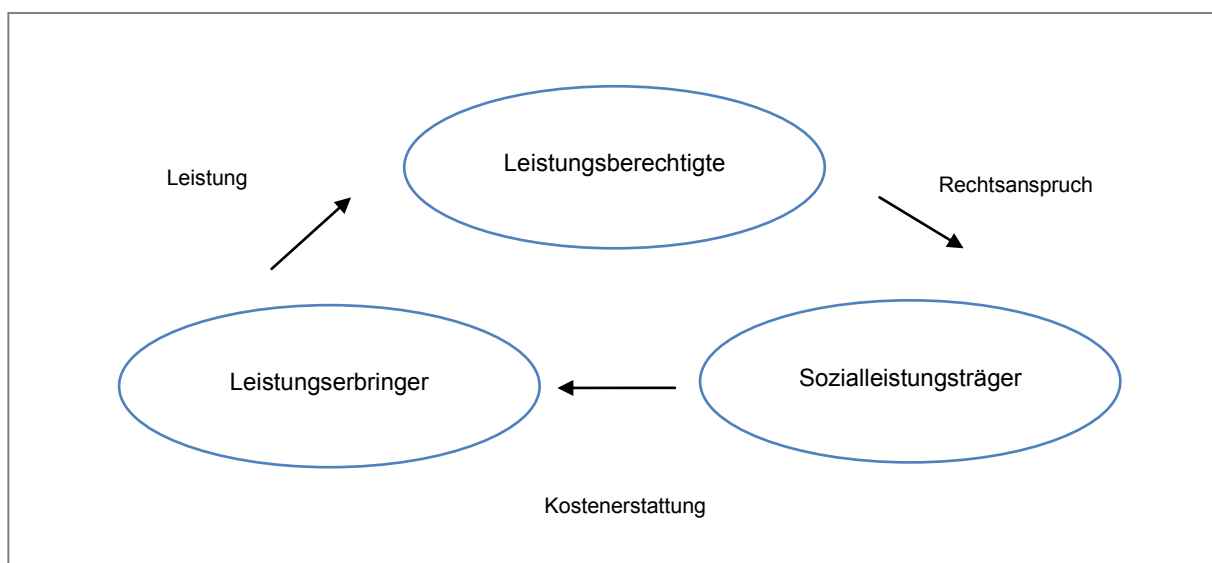 Leistungsberechtigte
Leistung
Rechtsanspruch
Leistungserbringer
Sozialleistungsträger
Kostenerstattung